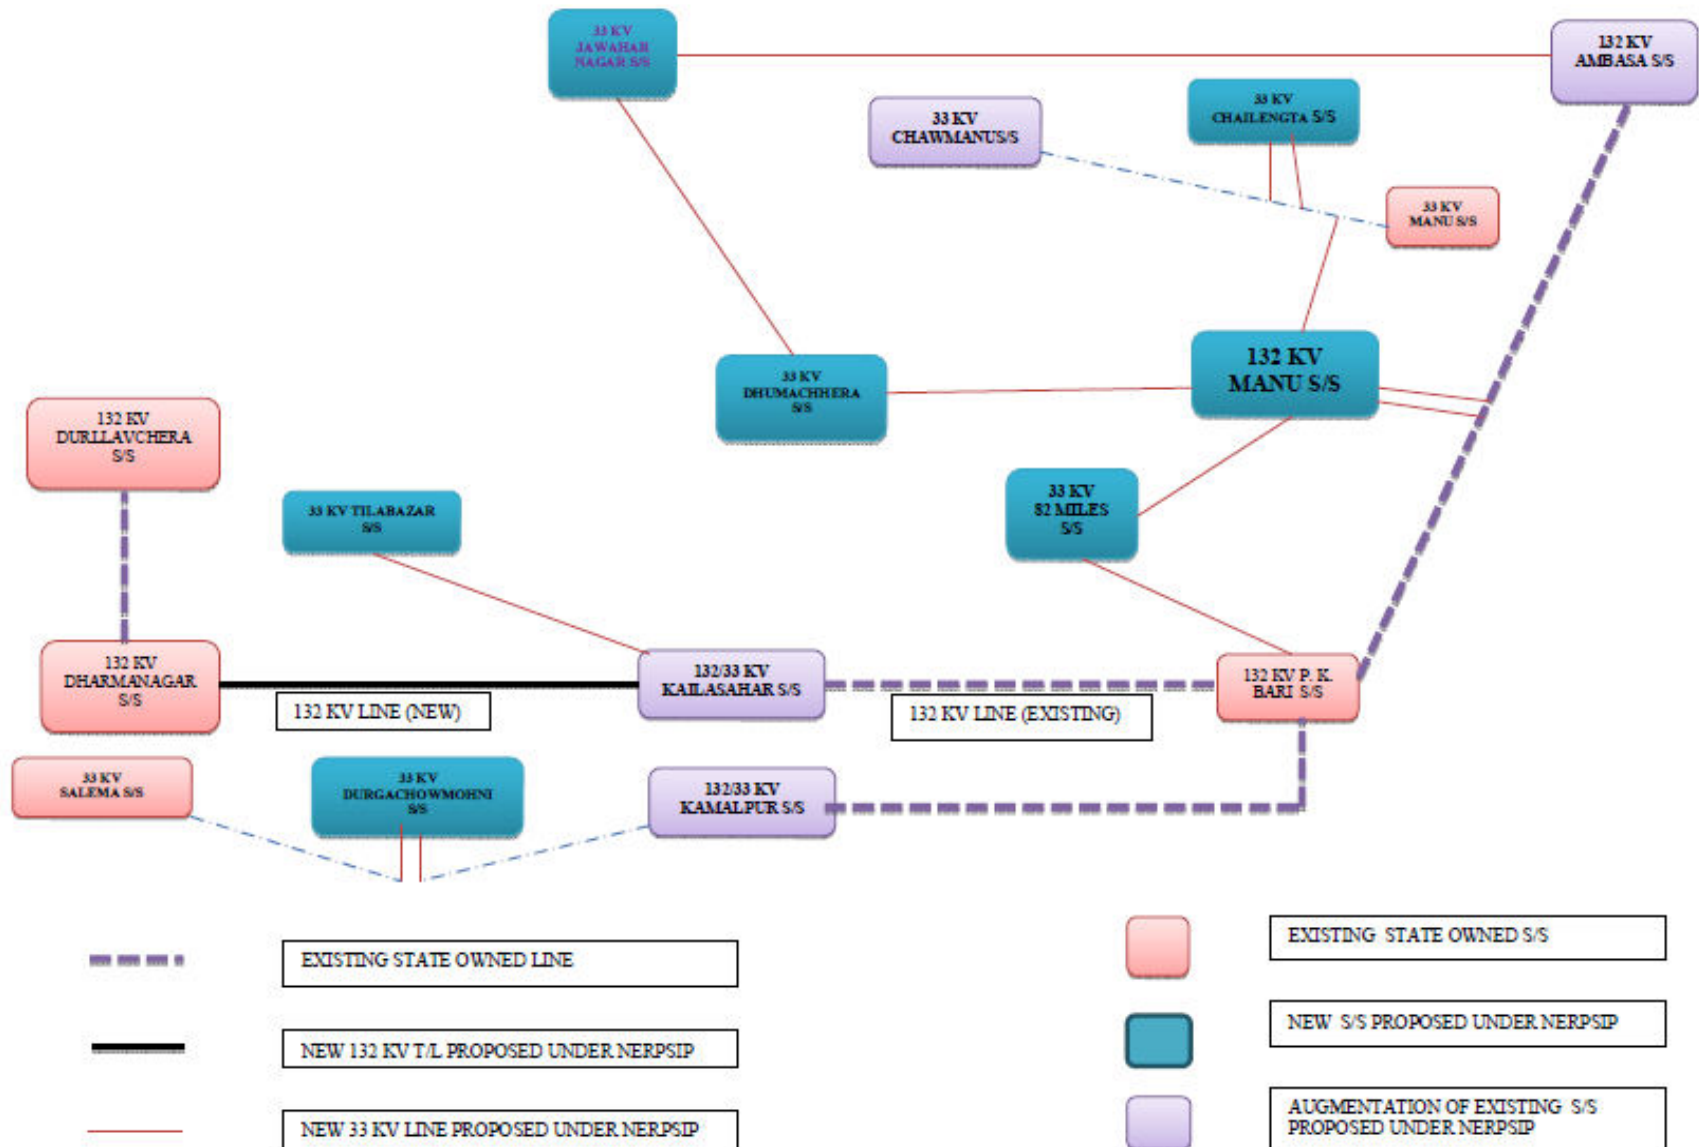 33 KV
JAWAHAR
NAGAR S/S
132 KV
AMBASA S/S
33 KV
CHAWMANUS/S
33 KV
CHAILENGTA S/S
33 KV
MANU S/S
132 KV
MANU S/S
33 KV
DHUMACHHERA
S/S
132 KV
DURLLAVCHERA
S/S
33 KV TILABAZAR
S/S
33 KV
82 MILES
S/S
132 KV
DHARMANAGAR
S/S
132/33 KV
KAILASAHAR S/S
132 KV P. K.
BARI S/S
132 KV LINE (NEW)
132 KV LINE (EXISTING)
33 KV
SALEMA S/S
33 KV
DURGACHOWMOHNI
S/S
132/33 KV
KAMALPUR S/S
EXISTING STATE OWNED LINE
NEW 132 KV T/L PROPOSED UNDER NERPSIP
NEW 33 KV LINE PROPOSED UNDER NERPSIP
EXISTING STATE OWNED S/S
NEW S/S PROPOSED UNDER NERPSIP
AUGMENTATION OF EXISTING S/S
PROPOSED UNDER NERPSIP